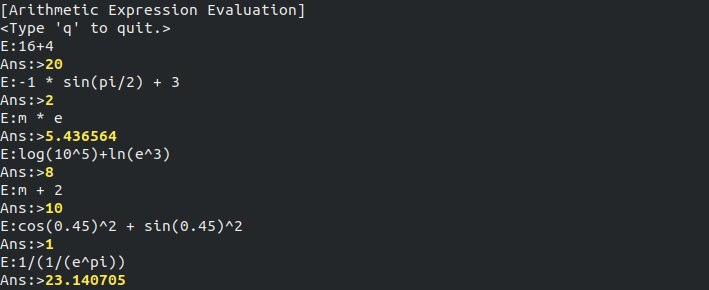 [Arithmetic Expression Evaluation]
<Type 'q' to quit.>
E:16+4
Ans:>20
E:-1 * sin(pi/2) + 3
Ans:>2
E:m * e
Ans:>5.436564
E:log(10^5)+ln(e^3)
Ans:>8
E:m + 2
Ans:>10
E:cos(0.45)^2 + sin(0.45)^2
Ans:>1
E:1/(1/(e^pi))
Ans:>23.140705